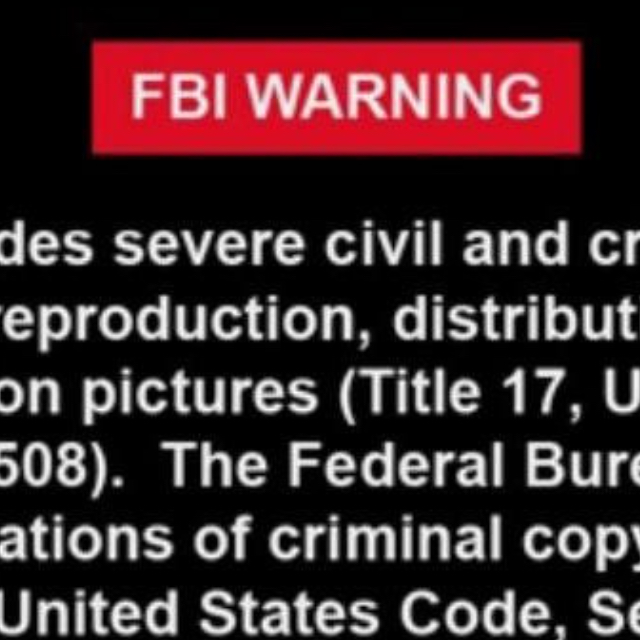 FBI WARNING
des severe civil and cr
eproduction, distribut
on pictures (Title 17, U
508).  The Federal Bure
ations of criminal copy
United States Code, Se